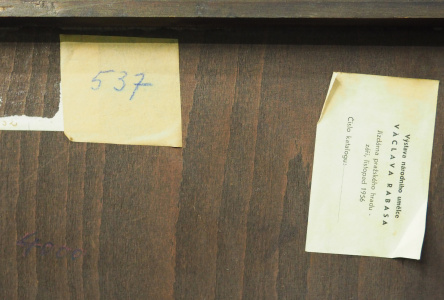 537
Výstava národního umělce
VÁCLAVA RABASA
Jízdárna pražského hradu -
září, listopad 1956
Číslo katalogu: